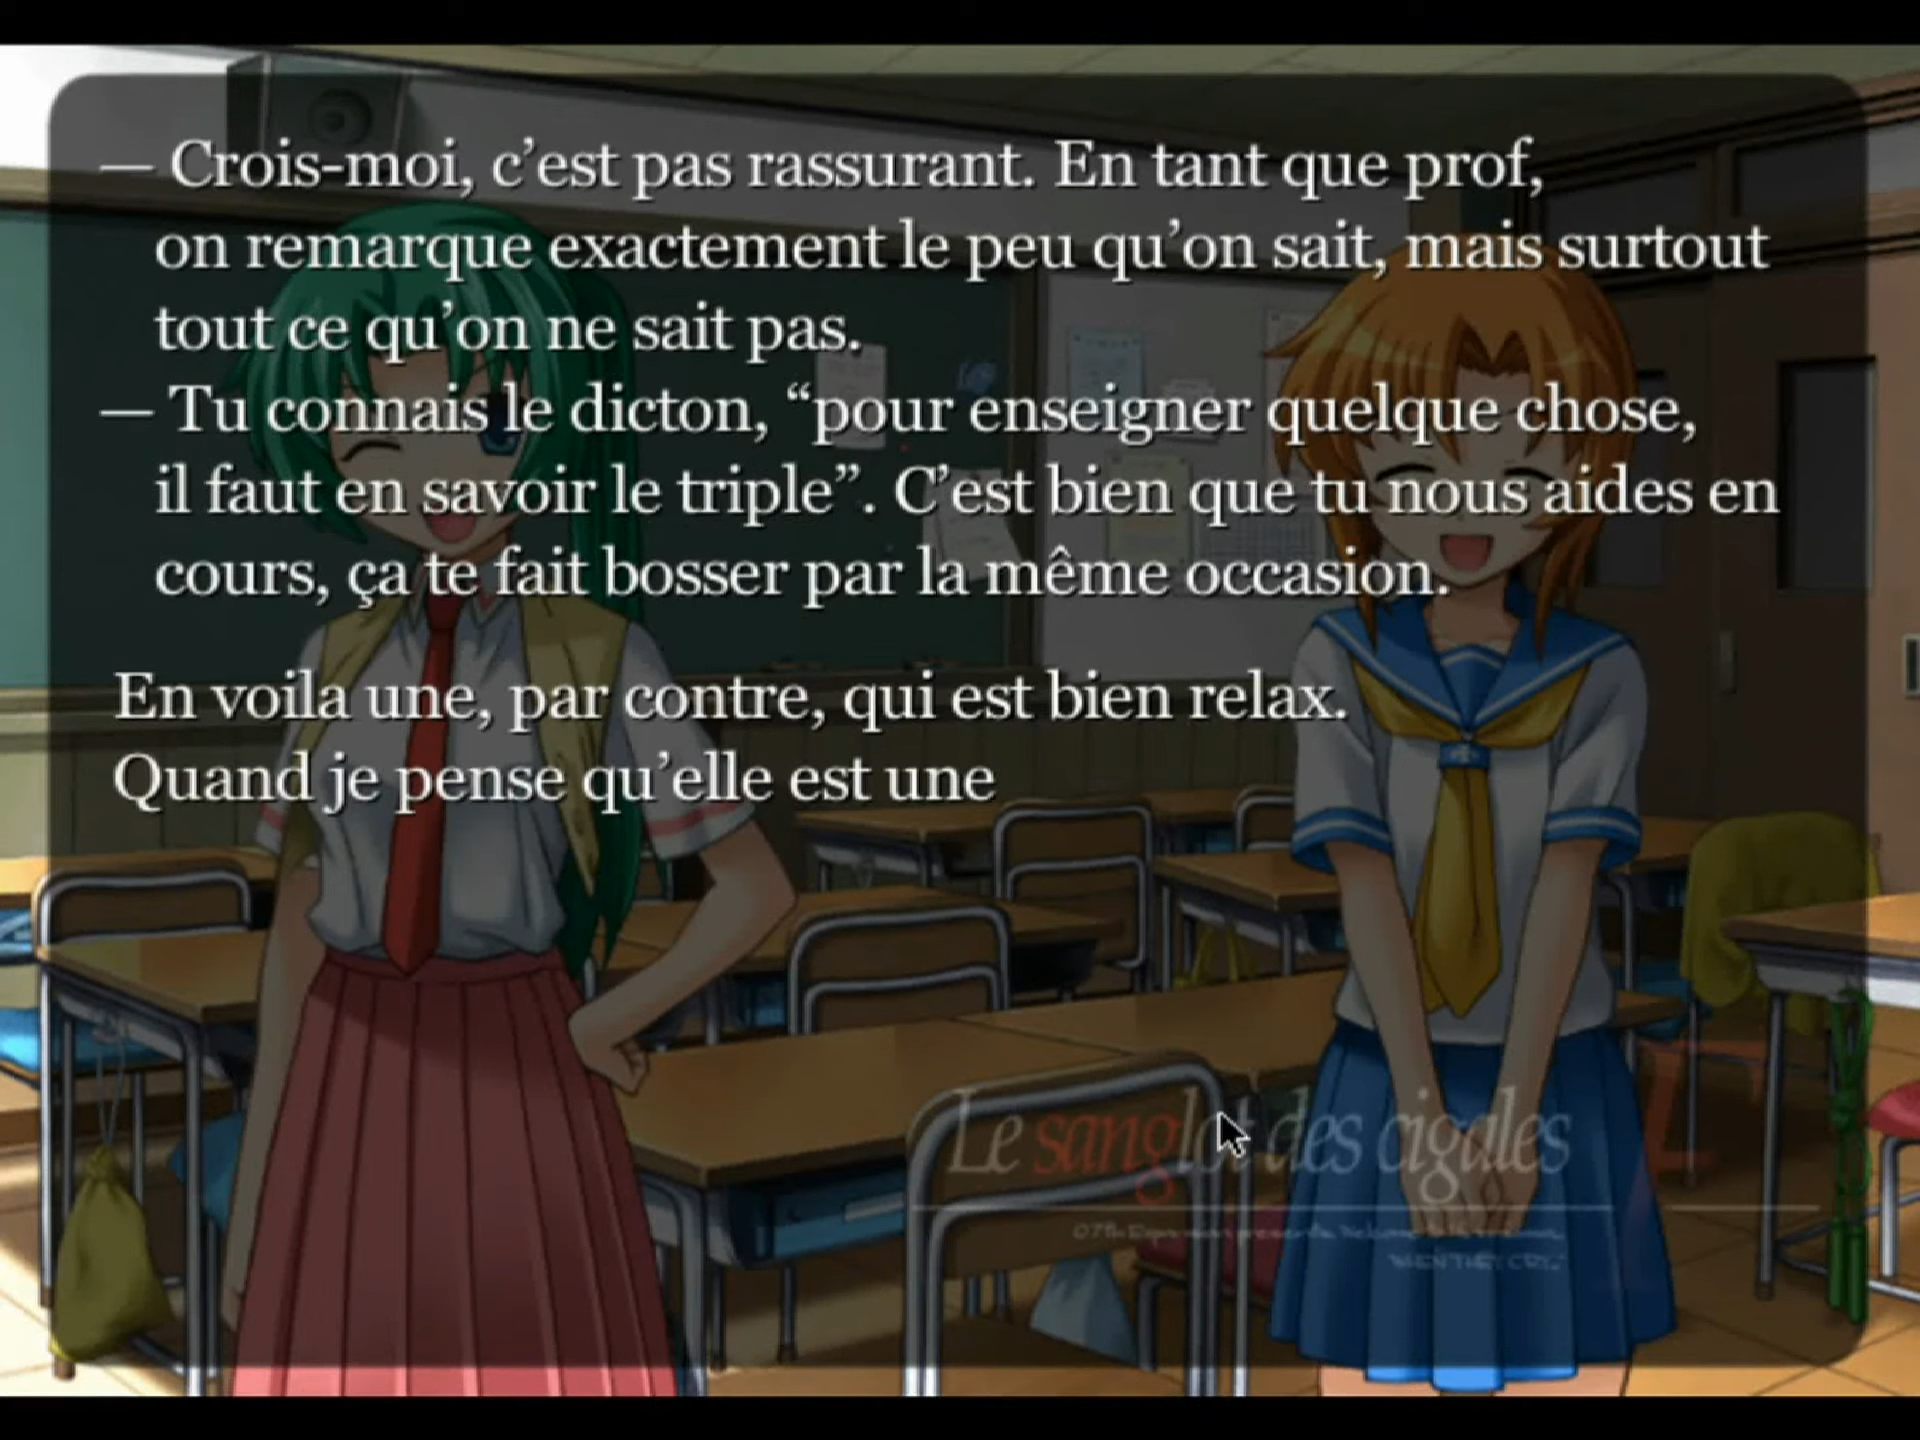 — Crois-moi, c’est pas rassurant. En tant que prof,
on remarque exactement le peu qu’on sait, mais surtout
tout ce qu’on ne sait pas.
— Tu connais le dicton, “pour enseigner quelque chose,
il faut en savoir le triple”. C’est bien que tu nous aides en
cours, ça te fait bosser par la même occasion.
En voila une, par contre, qui est bien relax.
Quand je pense qu’elle est une
Le sanglot des cigales
WHEN THEY CRY